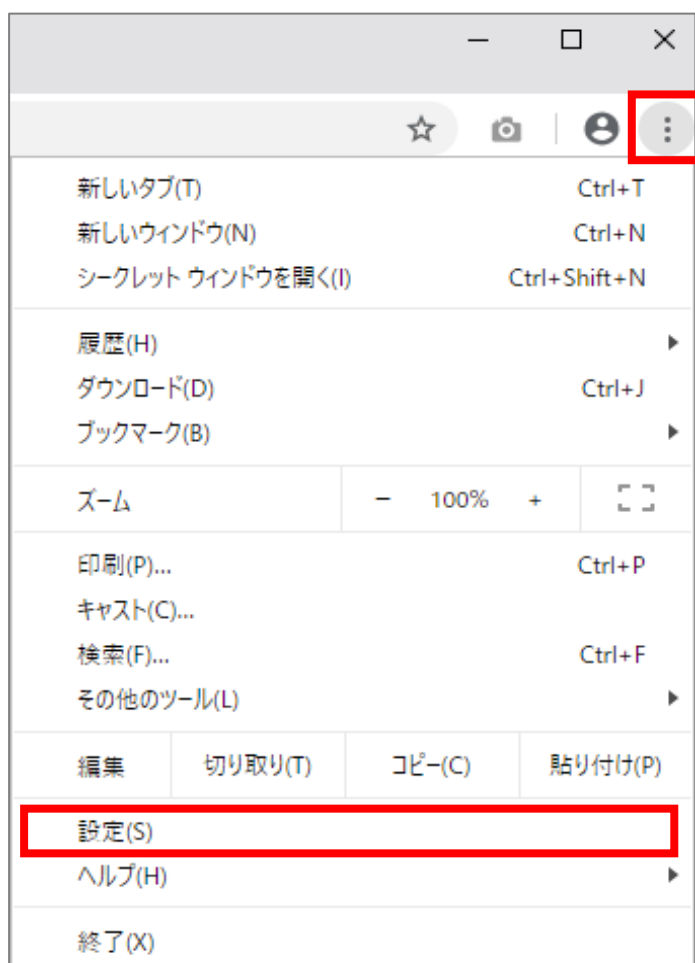 新しいタブ(T) Ctrl+T
新しいウィンドウ(N) Ctrl+N
シークレット ウィンドウを開く(I) Ctrl+Shift+N
履歴(H)
ダウンロード(D) Ctrl+J
ブックマーク(B)
ズーム - 100% +
印刷(P)... Ctrl+P
キャスト(C)...
検索(F)... Ctrl+F
その他のツール(L)
編集 切り取り(T) コピー(C) 貼り付け(P)
設定(S)
ヘルプ(H)
終了(X)